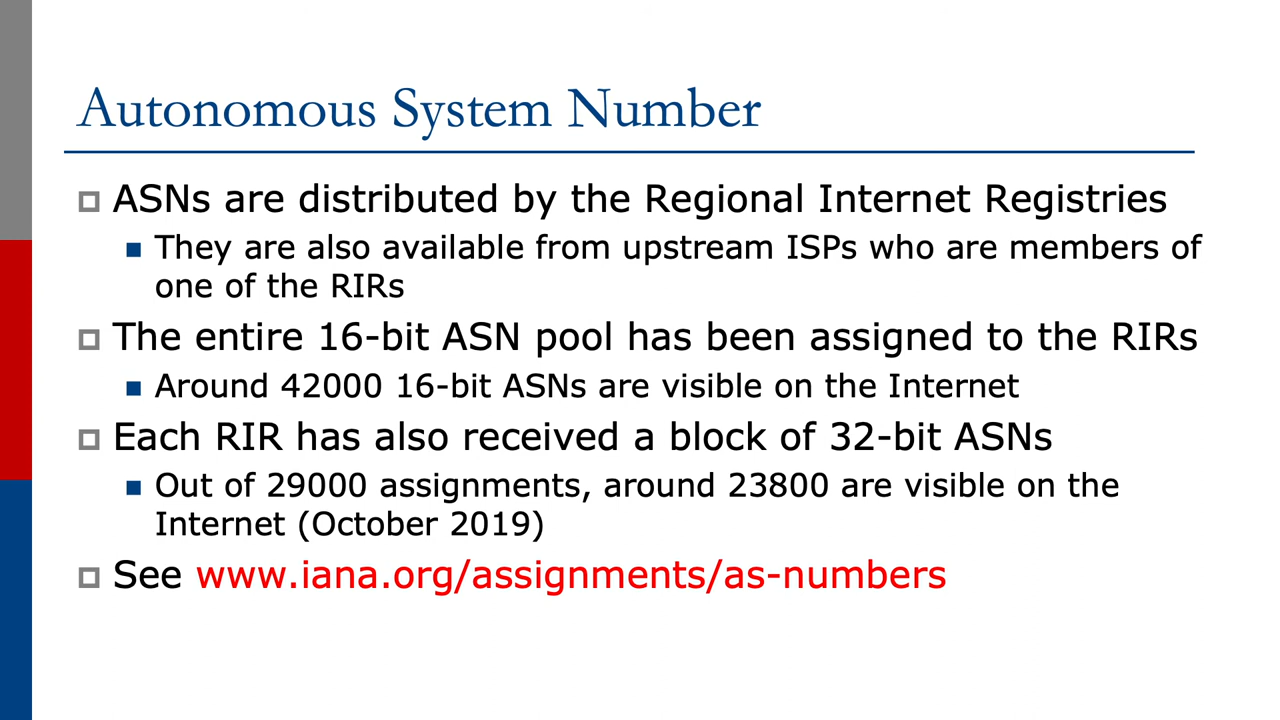 Autonomous System Number
ASNs are distributed by the Regional Internet Registries
They are also available from upstream ISPs who are members of
one of the RIRs
The entire 16-bit ASN pool has been assigned to the RIRs
Around 42000 16-bit ASNs are visible on the Internet
Each RIR has also received a block of 32-bit ASNs
Out of 29000 assignments, around 23800 are visible on the
Internet (October 2019)
See www.iana.org/assignments/as-numbers